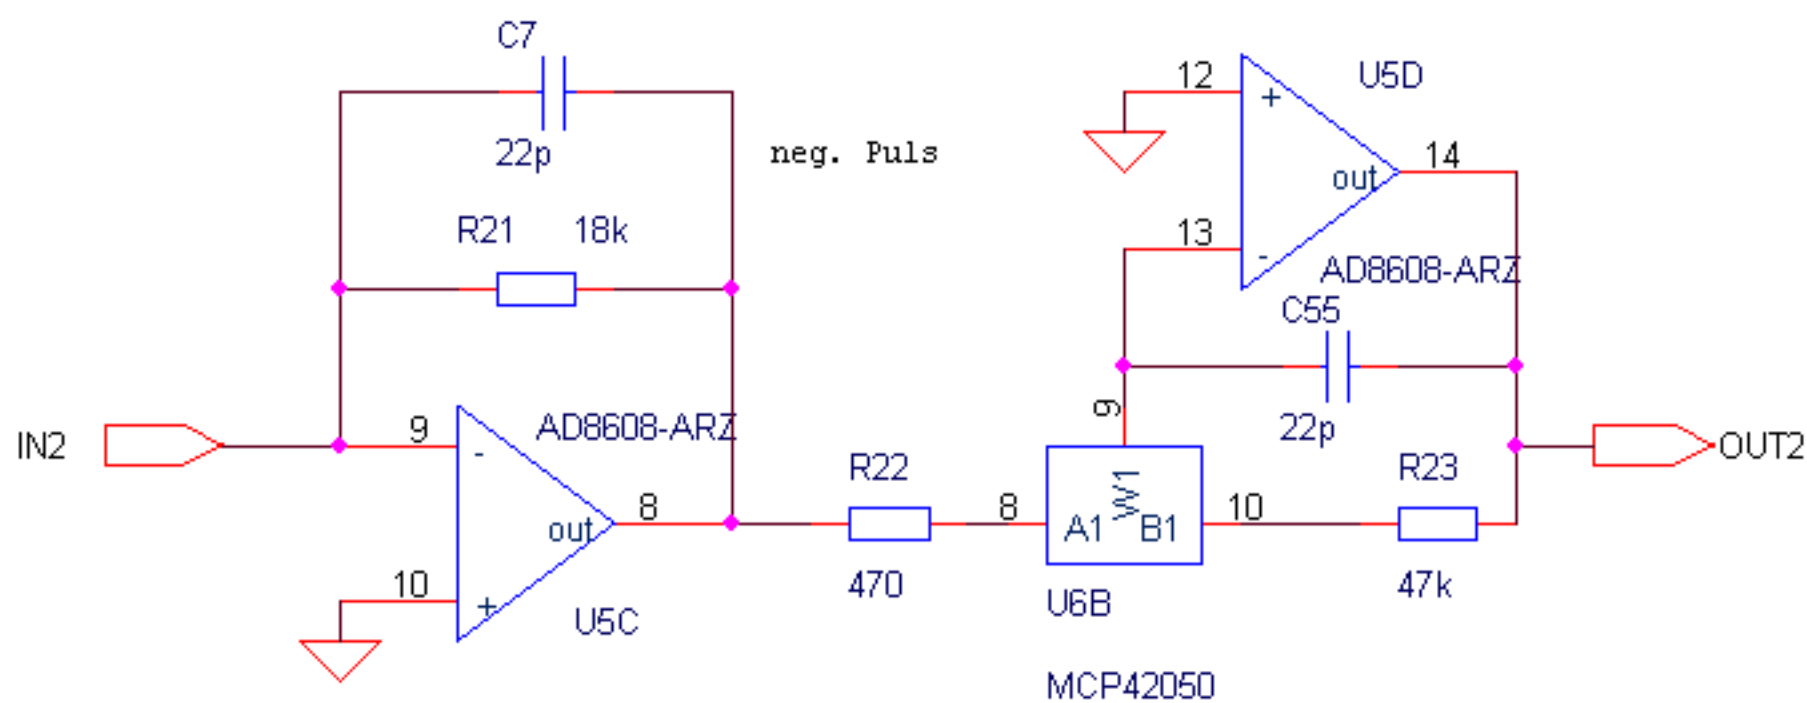 C7
22p
neg. Puls
R21 18k
IN2
9
-
AD8608-ARZ
out
8
10
+
U5C
R22
470
8
A1 W1 B1
9
10
U6B
MCP42050
12
+
U5D
out
14
13
-
AD8608-ARZ
C55
22p
R23
47k
OUT2